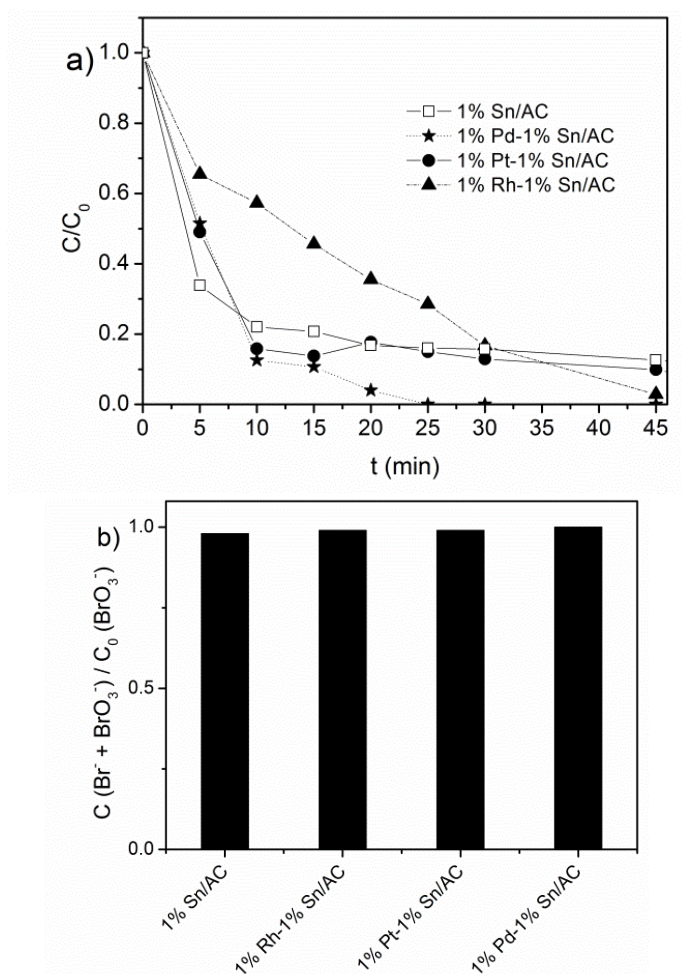 a)
1.0
0.8
0.6
0.4
0.2
0.0
C/C₀
1% Sn/AC
1% Pd-1% Sn/AC
1% Pt-1% Sn/AC
1% Rh-1% Sn/AC
0 5 10 15 20 25 30 35 40 45
t (min)
b)
1.0
0.5
0.0
C (Br⁻ + BrO₃⁻) / C₀ (BrO₃⁻)
1% Sn/AC
1% Rh-1% Sn/AC
1% Pt-1% Sn/AC
1% Pd-1% Sn/AC